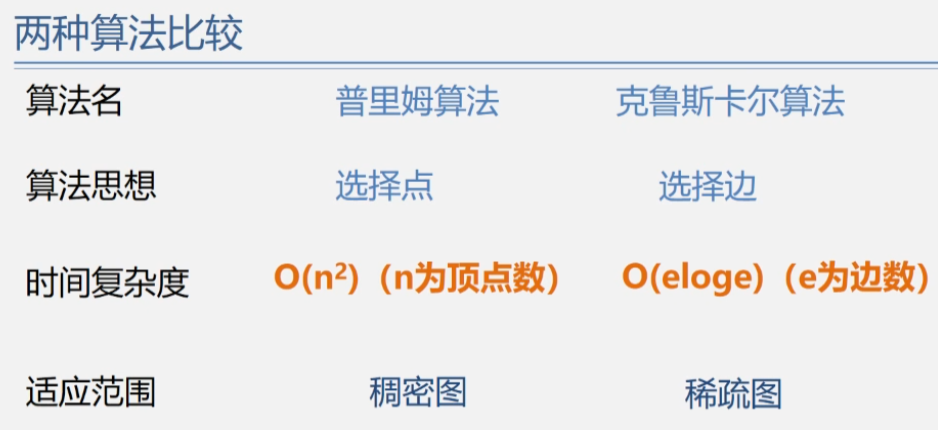 两种算法比较
算法名 普里姆算法 克鲁斯卡尔算法
算法思想 选择点 选择边
时间复杂度 O(n²)（n为顶点数） O(eloge)（e为边数）
适应范围 稠密图 稀疏图